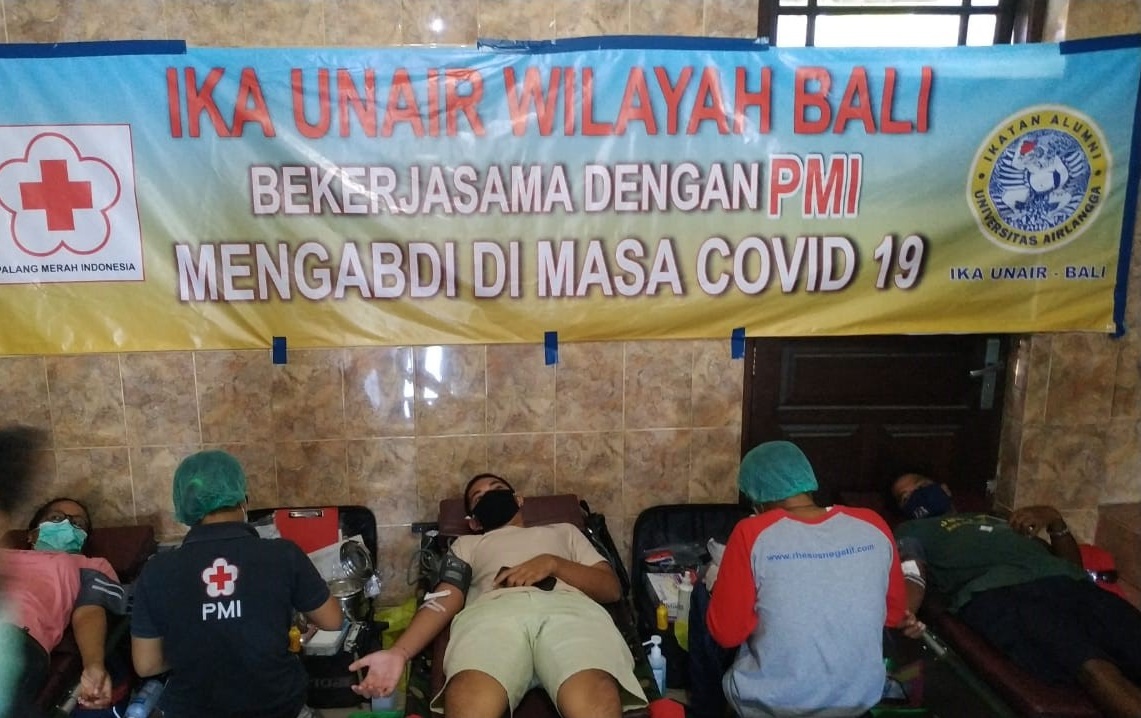 IKA UNAIR WILAYAH BALI
BEKERJASAMA DENGAN PMI
MENGABDI DI MASA COVID 19
PALANG MERAH INDONESIA
IKATAN ALUMNI
UNIVERSITAS AIRLANGGA
IKA UNAIR - BALI
PMI
www.rhesusnegatif.com